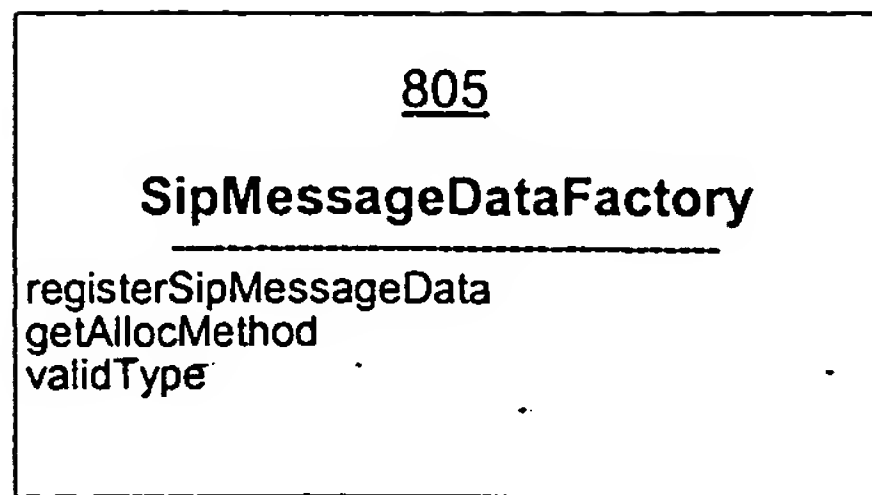 805
SipMessageDataFactory
registerSipMessageData
getAllocMethod
validType